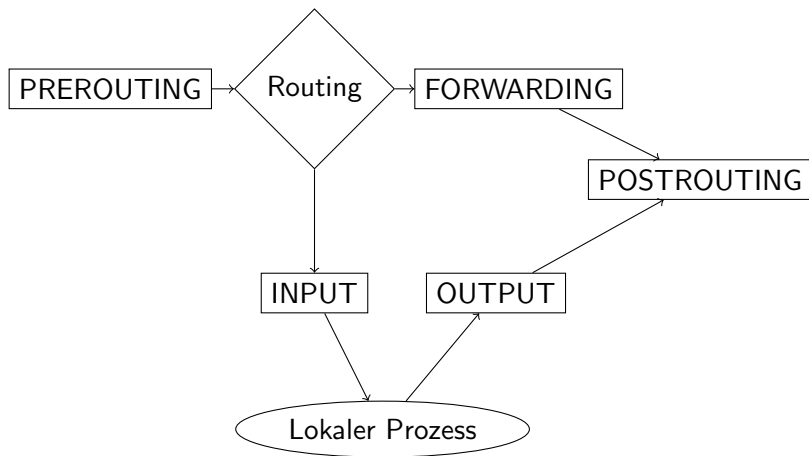 PREROUTING
Routing
FORWARDING
POSTROUTING
INPUT
OUTPUT
Lokaler Prozess